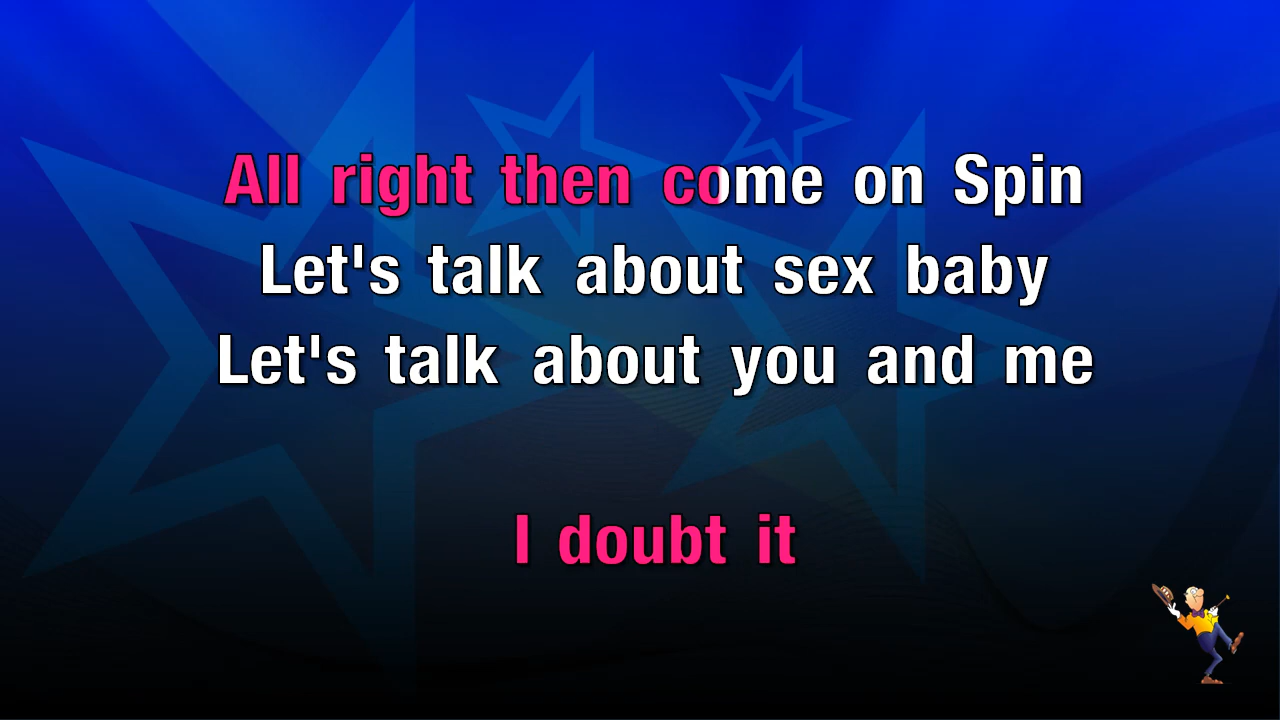 All right then come on Spin
Let's talk about sex baby
Let's talk about you and me
I doubt it